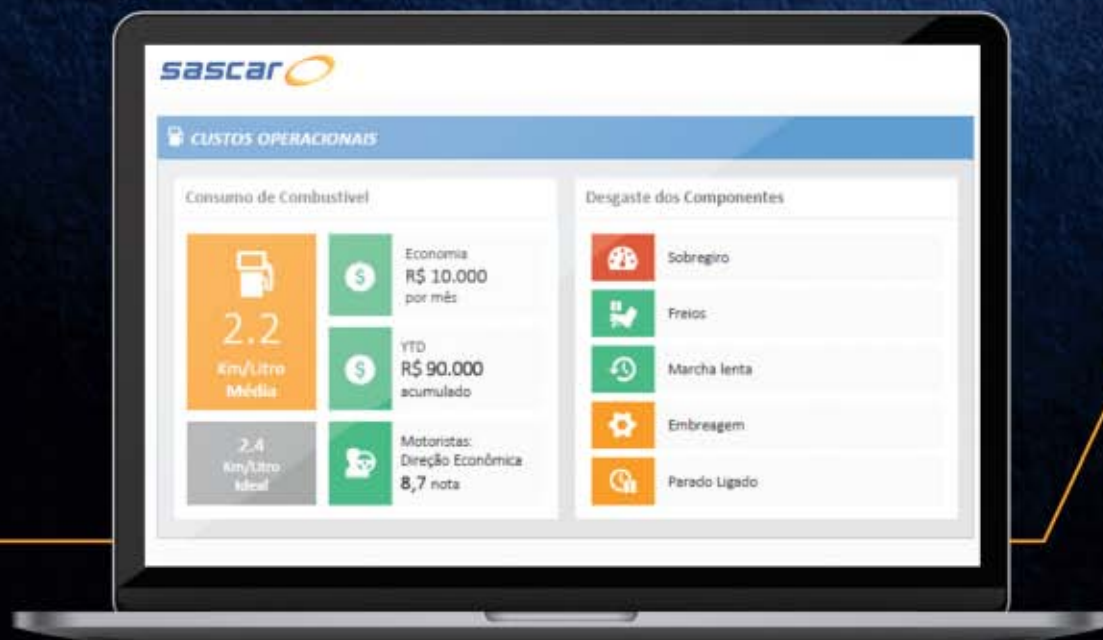 sascar
CUSTOS OPERACIONAIS
Consumo de Combustível
2.2
Km/Litro
Média
2.4
Km/Litro
Ideal
Economia
R$ 10.000
por mês
YTD
R$ 90.000
acumulado
Motoristas:
Direção Econômica
8,7 nota
Desgaste dos Componentes
Sobregiro
Freios
Marcha lenta
Embreagem
Parado Ligado